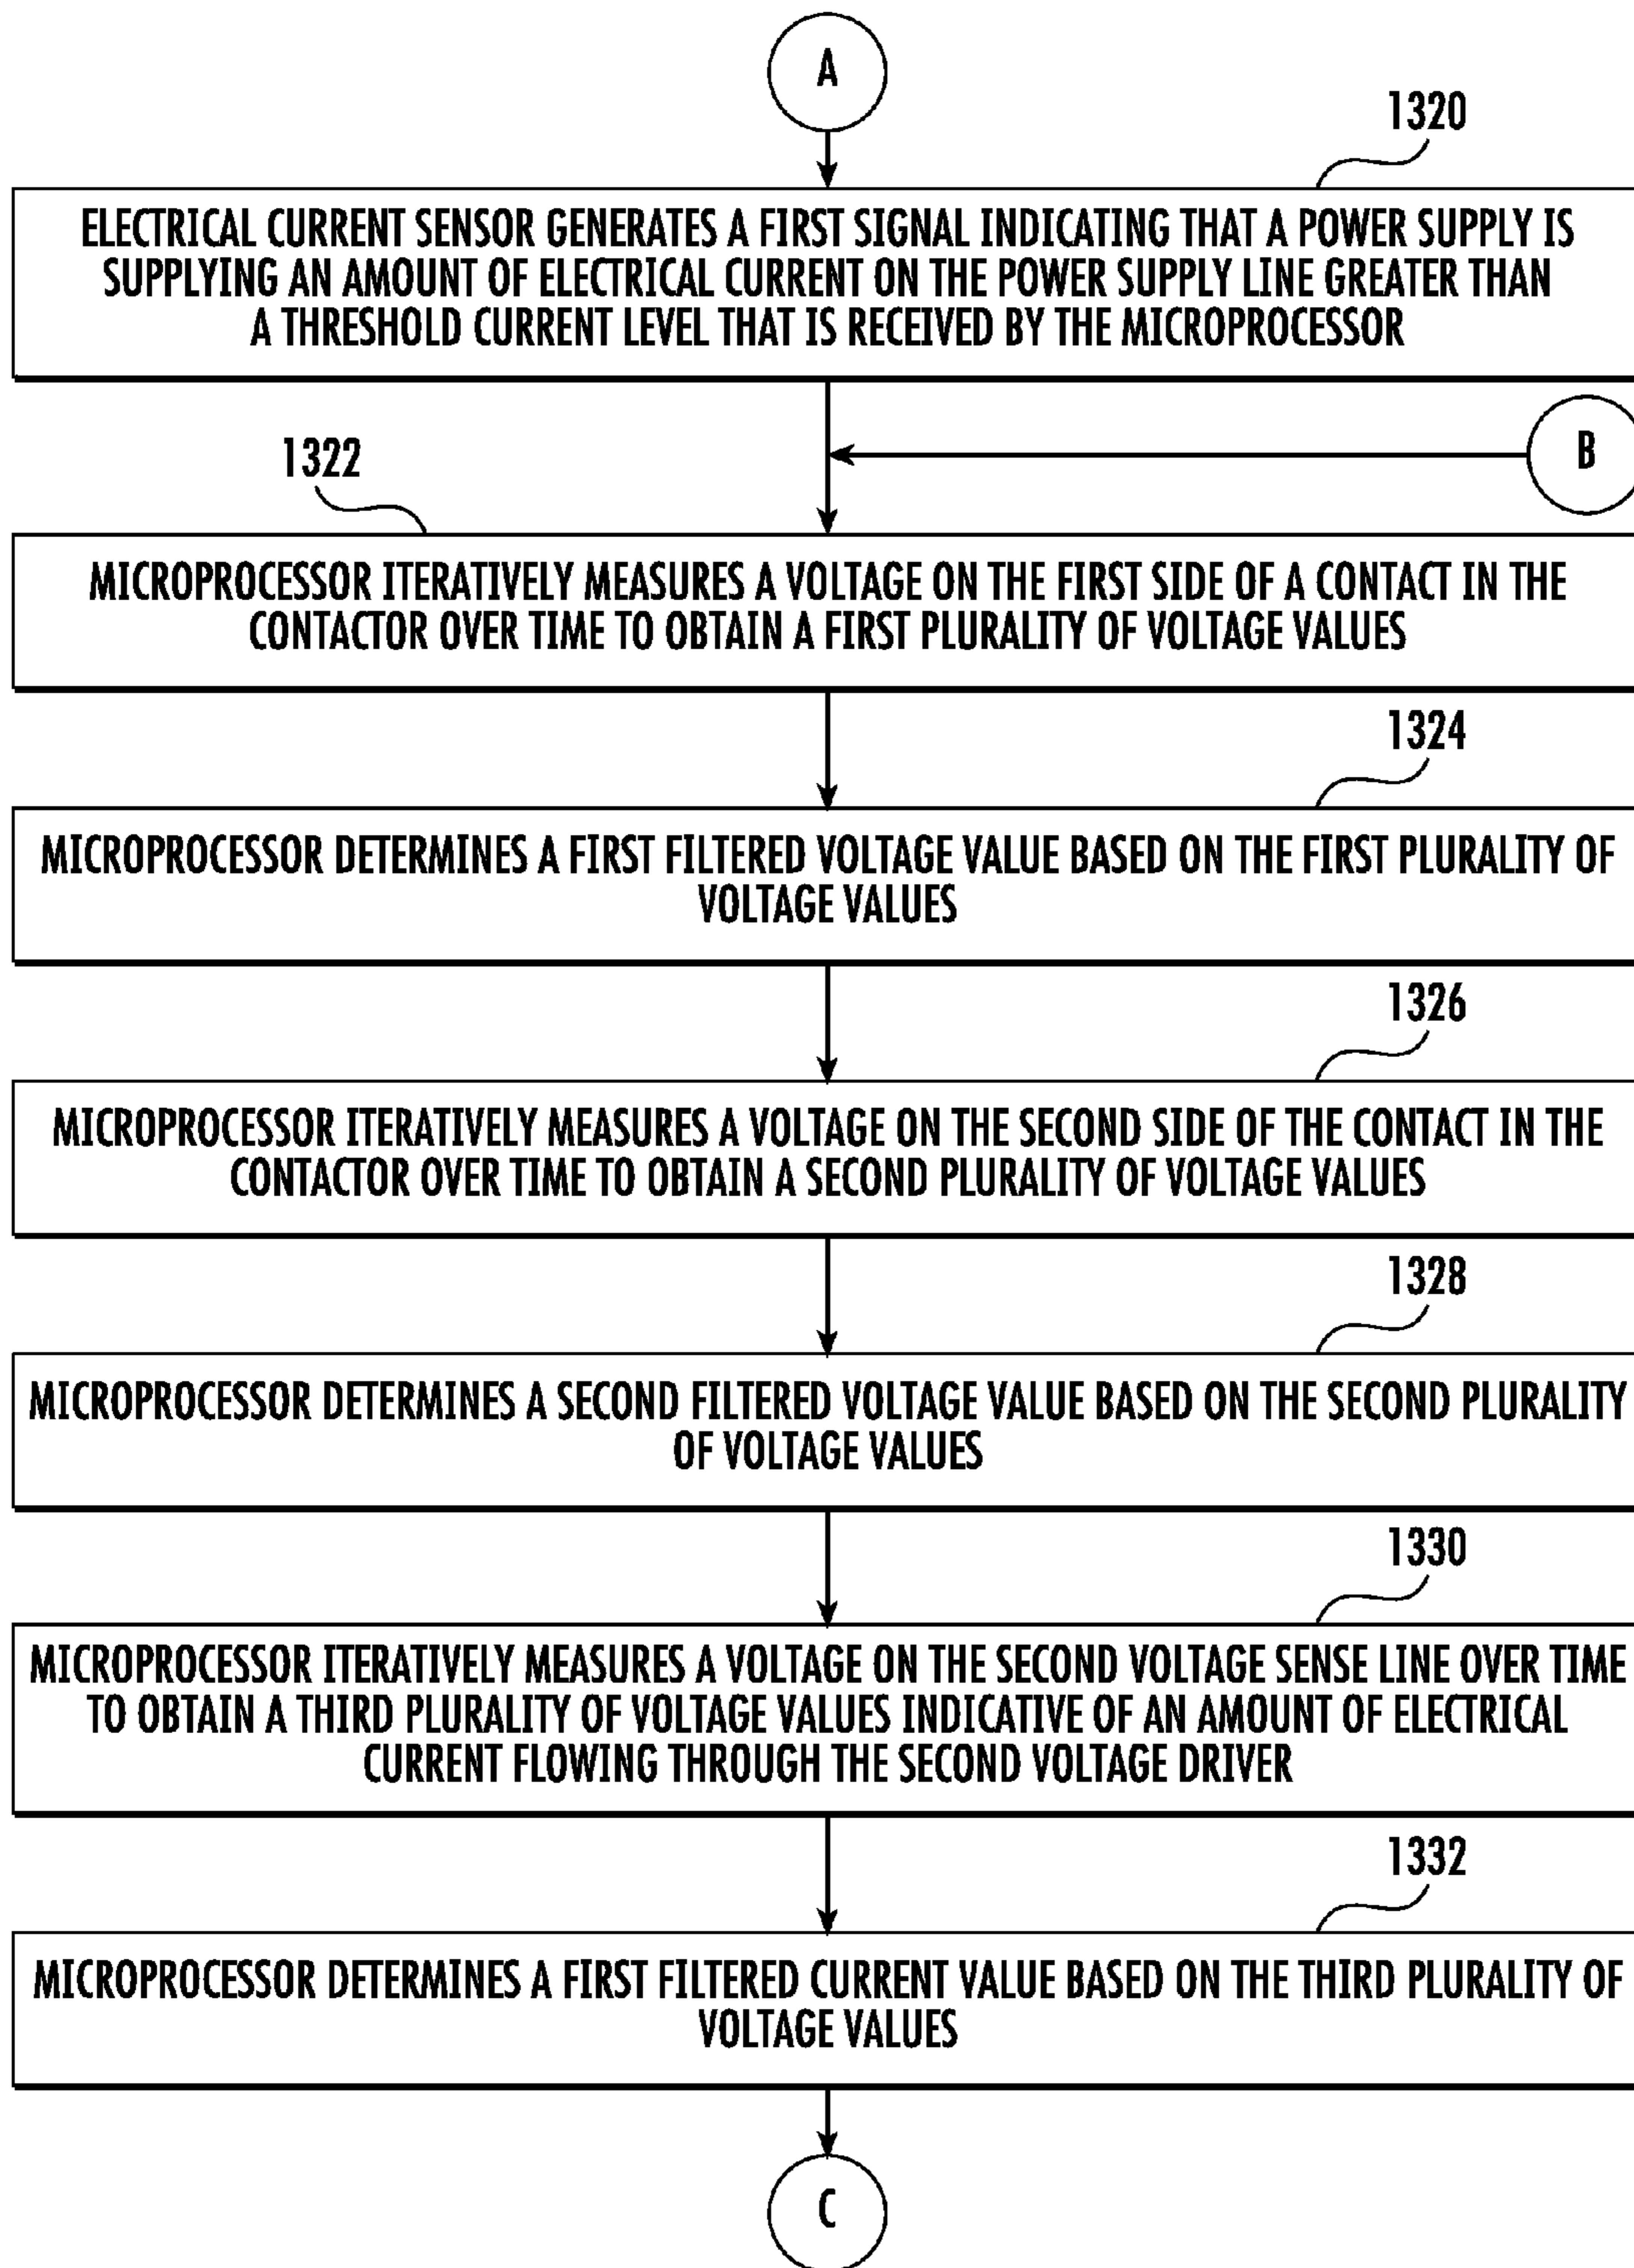 A
1320
ELECTRICAL CURRENT SENSOR GENERATES A FIRST SIGNAL INDICATING THAT A POWER SUPPLY IS
SUPPLYING AN AMOUNT OF ELECTRICAL CURRENT ON THE POWER SUPPLY LINE GREATER THAN
A THRESHOLD CURRENT LEVEL THAT IS RECEIVED BY THE MICROPROCESSOR
B
1322
MICROPROCESSOR ITERATIVELY MEASURES A VOLTAGE ON THE FIRST SIDE OF A CONTACT IN THE
CONTACTOR OVER TIME TO OBTAIN A FIRST PLURALITY OF VOLTAGE VALUES
1324
MICROPROCESSOR DETERMINES A FIRST FILTERED VOLTAGE VALUE BASED ON THE FIRST PLURALITY OF
VOLTAGE VALUES
1326
MICROPROCESSOR ITERATIVELY MEASURES A VOLTAGE ON THE SECOND SIDE OF THE CONTACT IN THE
CONTACTOR OVER TIME TO OBTAIN A SECOND PLURALITY OF VOLTAGE VALUES
1328
MICROPROCESSOR DETERMINES A SECOND FILTERED VOLTAGE VALUE BASED ON THE SECOND PLURALITY
OF VOLTAGE VALUES
1330
MICROPROCESSOR ITERATIVELY MEASURES A VOLTAGE ON THE SECOND VOLTAGE SENSE LINE OVER TIME
TO OBTAIN A THIRD PLURALITY OF VOLTAGE VALUES INDICATIVE OF AN AMOUNT OF ELECTRICAL
CURRENT FLOWING THROUGH THE SECOND VOLTAGE DRIVER
1332
MICROPROCESSOR DETERMINES A FIRST FILTERED CURRENT VALUE BASED ON THE THIRD PLURALITY OF
VOLTAGE VALUES
C